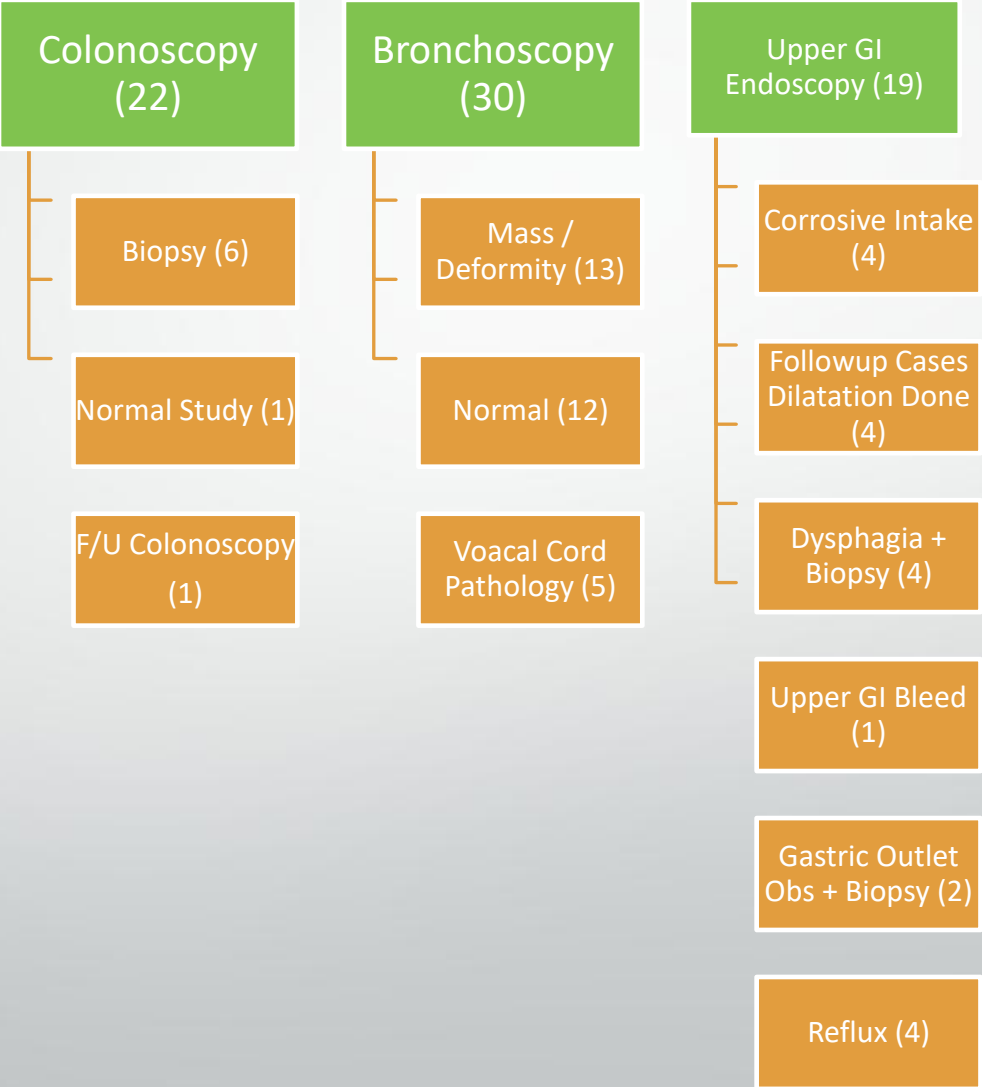 Colonoscopy
(22)
Biopsy (6)
Normal Study (1)
F/U Colonoscopy
(1)
Bronchoscopy
(30)
Mass /
Deformity (13)
Normal (12)
Voacal Cord
Pathology (5)
Upper GI
Endoscopy (19)
Corrosive Intake
(4)
Followup Cases
Dilatation Done
(4)
Dysphagia +
Biopsy (4)
Upper GI Bleed
(1)
Gastric Outlet
Obs + Biopsy (2)
Reflux (4)